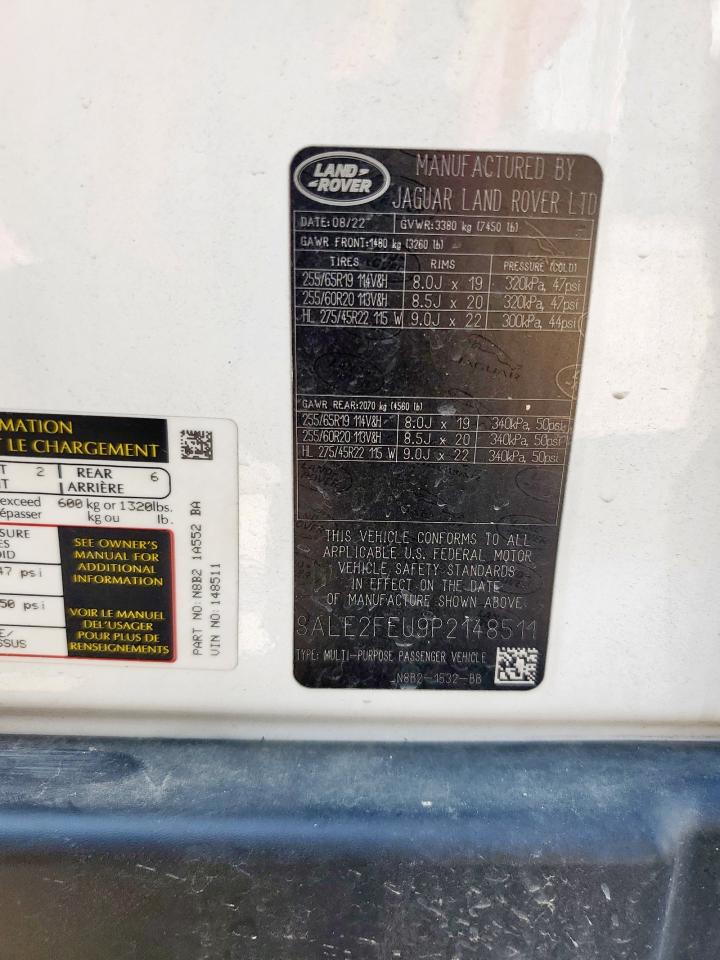 LAND ROVER
MANUFACTURED BY
JAGUAR LAND ROVER LTD
DATE: 08/22 GVWR:3380 kg (7450 lb)
GAWR FRONT:1480 kg (3260 lb)
TIRES RIMS PRESSURE (COLD)
255/65R19 114V&H 8.0J x 19 320kPa, 47psi
255/60R20 113V&H 8.5J x 20 320kPa, 47psi
HL 275/45R22 115 W 9.0J x 22 300kPa, 44psi
JAGUAR
GAWR REAR:2070 kg (4560 lb)
255/65R19 114V&H 8.0J x 19 340kPa, 50psi
255/60R20 113V&H 8.5J x 20 340kPa, 50psi
HL 275/45R22 115 W 9.0J x 22 340kPa, 50psi
THIS VEHICLE CONFORMS TO ALL
APPLICABLE U.S. FEDERAL MOTOR
VEHICLE SAFETY STANDARDS
IN EFFECT ON THE DATE
OF MANUFACTURE SHOWN ABOVE
SALE2FEU9P2148511
TYPE: MULTI-PURPOSE PASSENGER VEHICLE
N8B2-1532-BB
MATION
T LE CHARGEMENT
T 2 REAR 6
NT ARRIÈRE
exceed 600 kg or 1320lbs.
épasser kg ou lb.
SURE
ES
OID
47 psi
50 psi
E/
SSUS
SEE OWNER'S
MANUAL FOR
ADDITIONAL
INFORMATION
VOIR LE MANUEL
DEL'USAGER
POUR PLUS DE
RENSEIGNEMENTS
PART NO: N8B2 1A552 BA
VIN NO: 148511